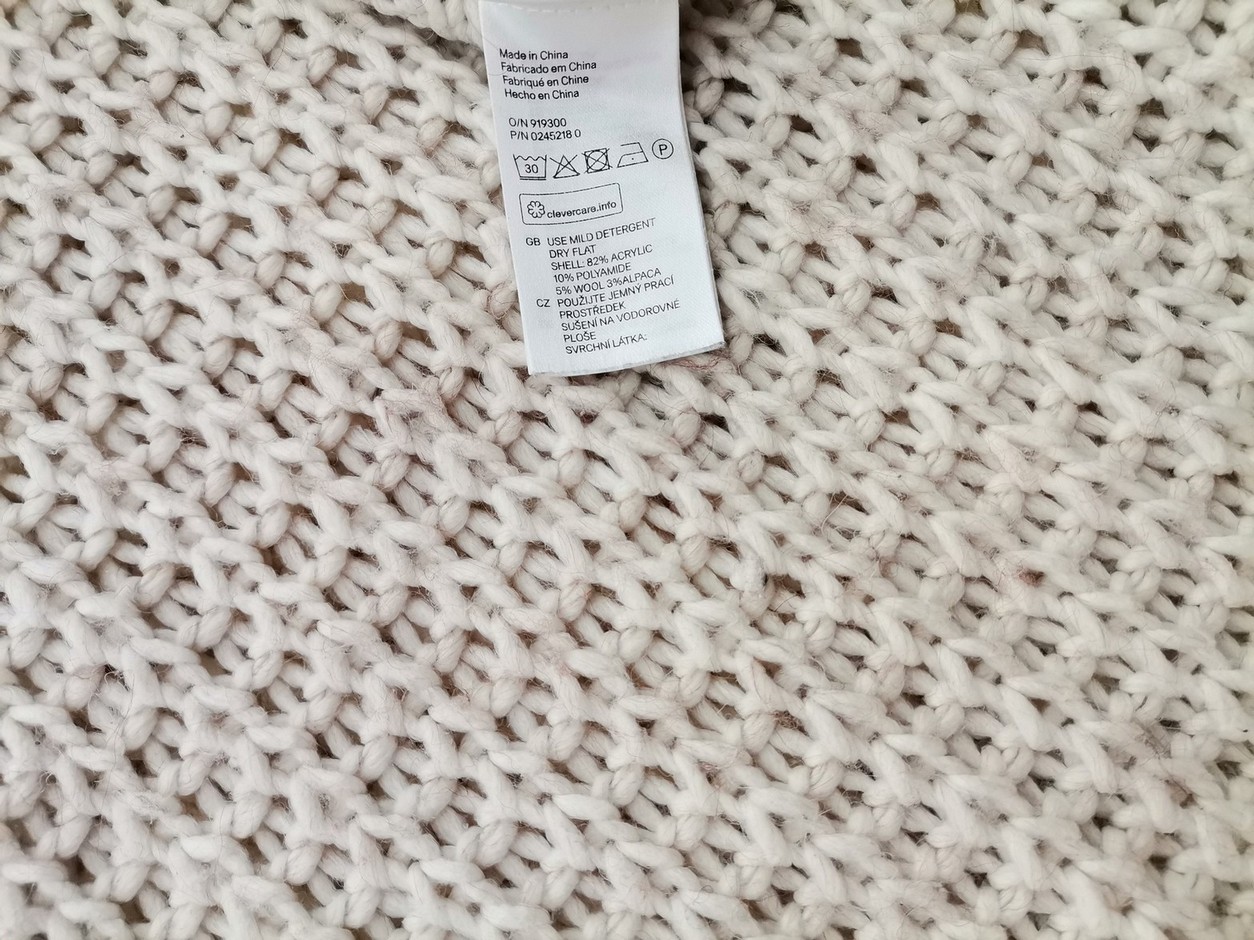 Made in China
Fabricado em China
Fabriqué en Chine
Hecho en China
O/N 919300
P/N 0245218 0
30 P
clevercare.info
GB USE MILD DETERGENT
DRY FLAT
SHELL: 82% ACRYLIC
10% POLYAMIDE
5% WOOL 3%ALPACA
CZ POUŽIJTE JEMNÝ PRACÍ
PROSTŘEDEK
SUŠENÍ NA VODOROVNÉ
PLOŠE
SVRCHNÍ LÁTKA: